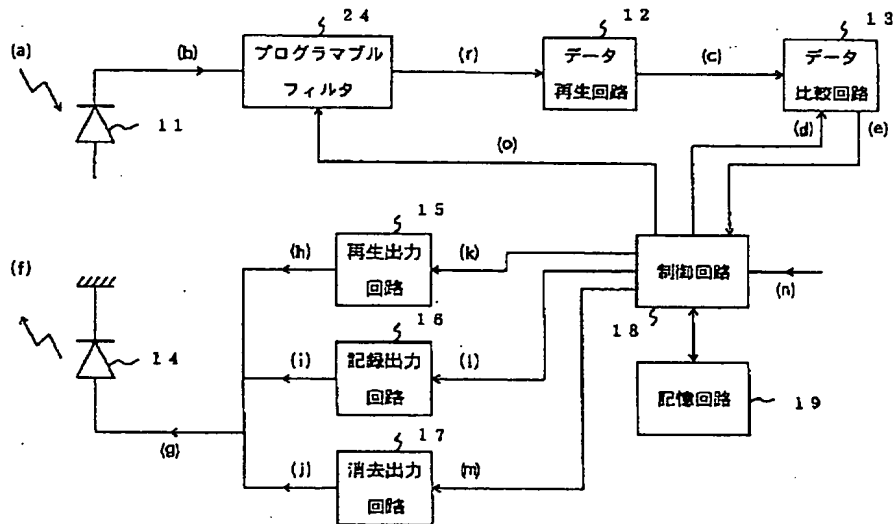 24
12
13
(a)
(b)
プログラマブル
フィルタ
(r)
データ
再生回路
(c)
データ
比較回路
11
(o)
(d)
(e)
15
(h)
再生出力
回路
(k)
制御回路
(n)
18
(f)
14
16
(i)
記録出力
回路
(l)
記憶回路
19
(g)
17
(j)
消去出力
回路
(m)